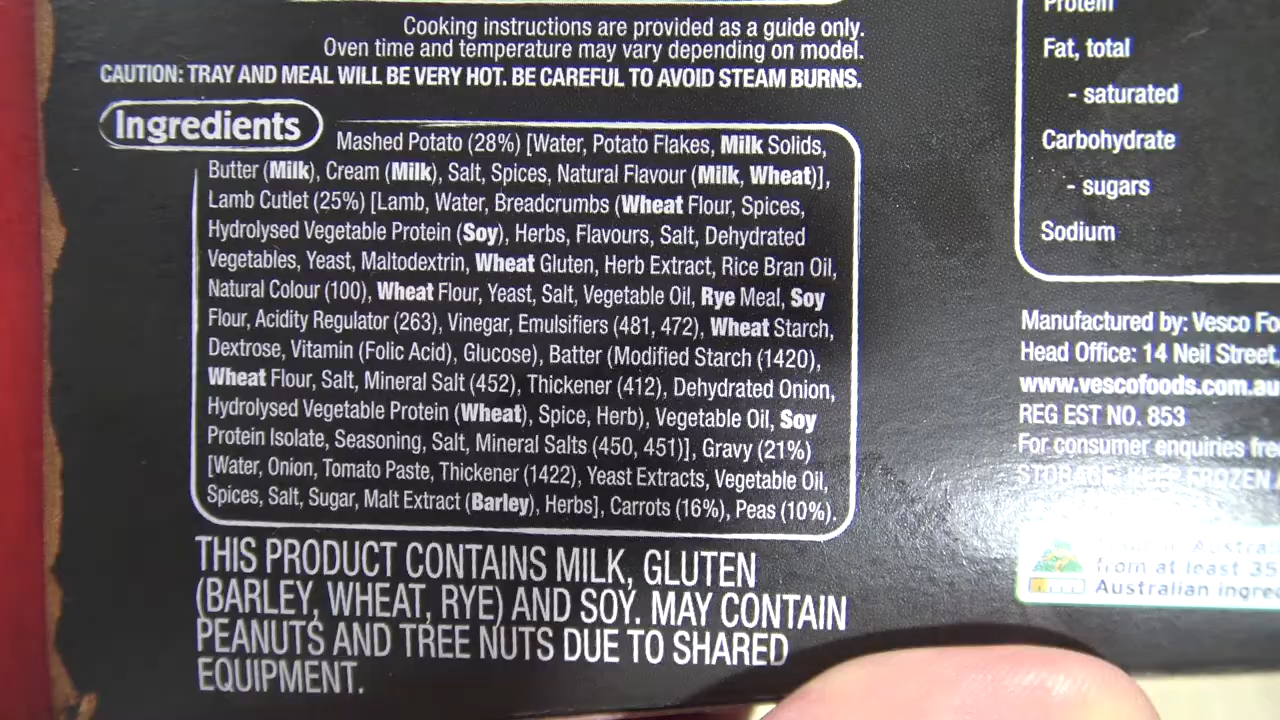 Cooking instructions are provided as a guide only.
Oven time and temperature may vary depending on model.
CAUTION: TRAY AND MEAL WILL BE VERY HOT. BE CAREFUL TO AVOID STEAM BURNS.
Ingredients
Mashed Potato (28%) [Water, Potato Flakes, Milk Solids,
Butter (Milk), Cream (Milk), Salt, Spices, Natural Flavour (Milk, Wheat)],
Lamb Cutlet (25%) [Lamb, Water, Breadcrumbs (Wheat Flour, Spices,
Hydrolysed Vegetable Protein (Soy), Herbs, Flavours, Salt, Dehydrated
Vegetables, Yeast, Maltodextrin, Wheat Gluten, Herb Extract, Rice Bran Oil,
Natural Colour (100), Wheat Flour, Yeast, Salt, Vegetable Oil, Rye Meal, Soy
Flour, Acidity Regulator (263), Vinegar, Emulsifiers (481, 472), Wheat Starch,
Dextrose, Vitamin (Folic Acid), Glucose), Batter (Modified Starch (1420),
Wheat Flour, Salt, Mineral Salt (452), Thickener (412), Dehydrated Onion,
Hydrolysed Vegetable Protein (Wheat), Spice, Herb), Vegetable Oil, Soy
Protein Isolate, Seasoning, Salt, Mineral Salts (450, 451)], Gravy (21%)
[Water, Onion, Tomato Paste, Thickener (1422), Yeast Extracts, Vegetable Oil,
Spices, Salt, Sugar, Malt Extract (Barley), Herbs], Carrots (16%), Peas (10%).
THIS PRODUCT CONTAINS MILK, GLUTEN
(BARLEY, WHEAT, RYE) AND SOY. MAY CONTAIN
PEANUTS AND TREE NUTS DUE TO SHARED
EQUIPMENT.
Protein
Fat, total
- saturated
Carbohydrate
- sugars
Sodium
Manufactured by: Vesco Fo
Head Office: 14 Neil Street,
www.vescofoods.com.au
REG EST NO. 853
For consumer enquiries fre
STORAGE: KEEP FROZEN A
Austral
from at least 35
Australian ingre